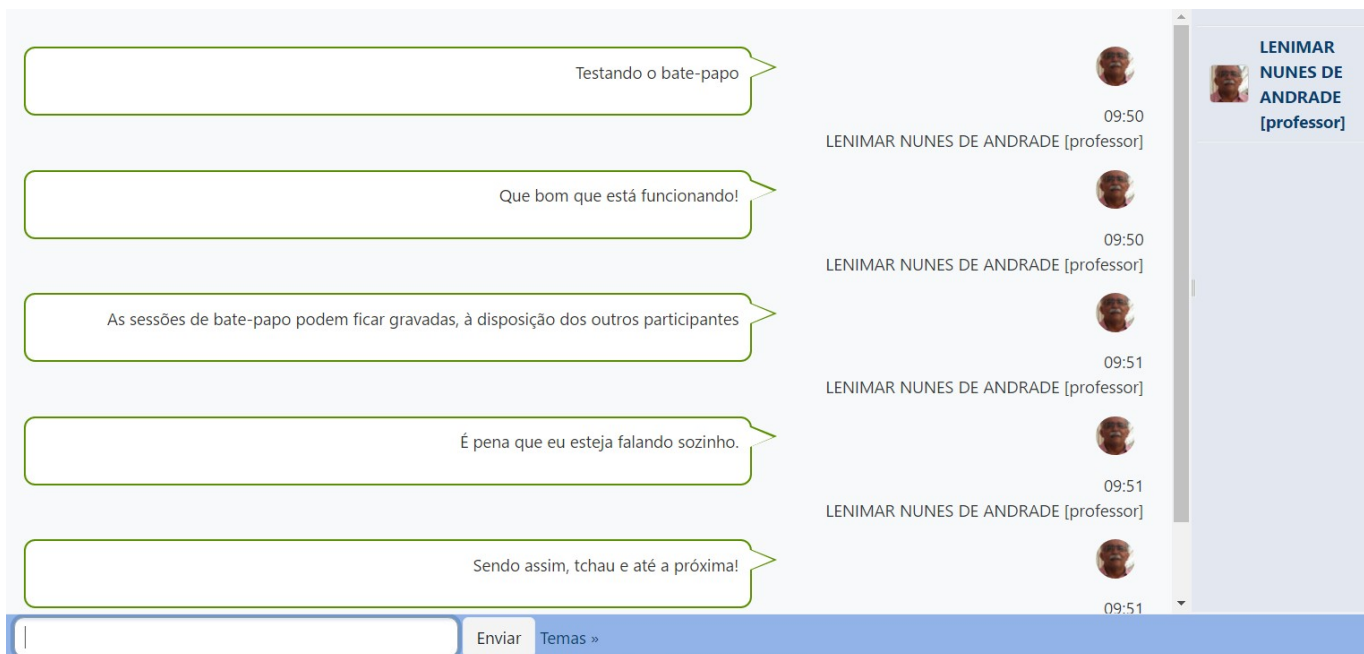 Testando o bate-papo
09:50
LENIMAR NUNES DE ANDRADE [professor]
Que bom que está funcionando!
09:50
LENIMAR NUNES DE ANDRADE [professor]
As sessões de bate-papo podem ficar gravadas, à disposição dos outros participantes
09:51
LENIMAR NUNES DE ANDRADE [professor]
É pena que eu esteja falando sozinho.
09:51
LENIMAR NUNES DE ANDRADE [professor]
Sendo assim, tchau e até a próxima!
09:51
Enviar Temas »
LENIMAR
NUNES DE
ANDRADE
[professor]